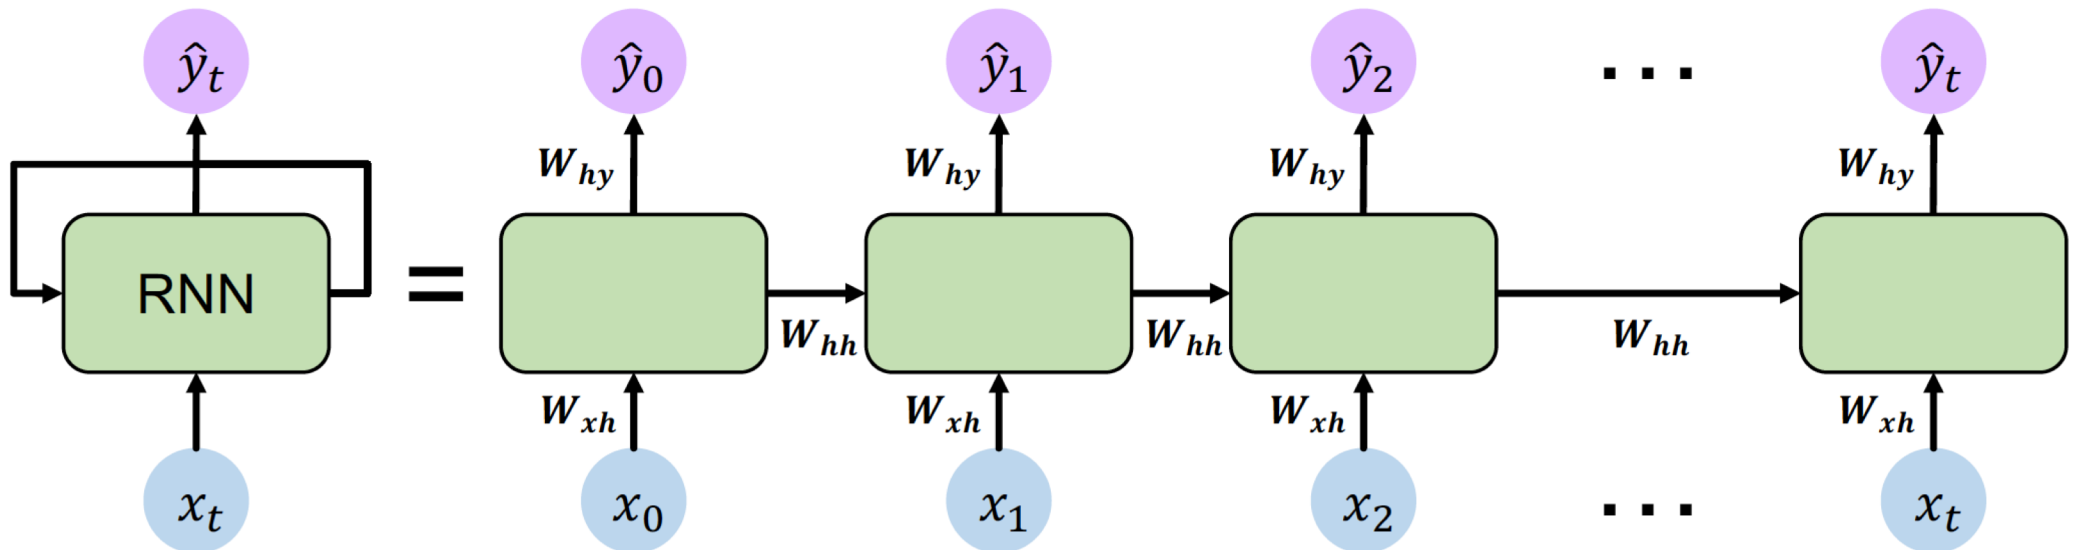 ŷt ŷ0 ŷ1 ŷ2 ... ŷt
Why Why Why Why
RNN =
Whh Whh Whh
Wxh Wxh Wxh Wxh
xt x0 x1 x2 ... xt